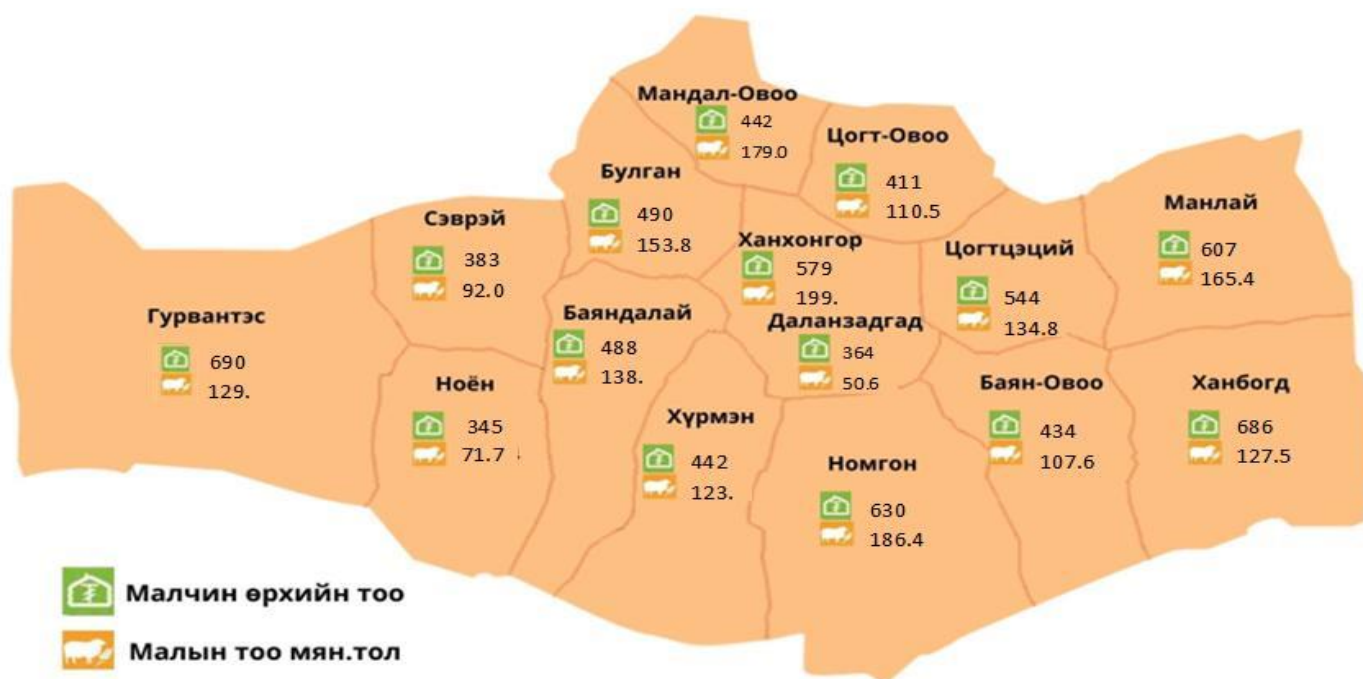 Мандал-Овоо
442
179.0
Цогт-Овоо
411
110.5
Булган
490
153.8
Манлай
607
165.4
Сэврэй
383
92.0
Ханхонгор
579
199.
Цогтцэций
544
134.8
Гурвантэс
690
129.
Баяндалай
488
138.
Даланзадгад
364
50.6
Ноён
345
71.7
Баян-Овоо
434
107.6
Ханбогд
686
127.5
Хүрмэн
442
123.
Номгон
630
186.4
Малчин өрхийн тоо
Малын тоо мян.тол